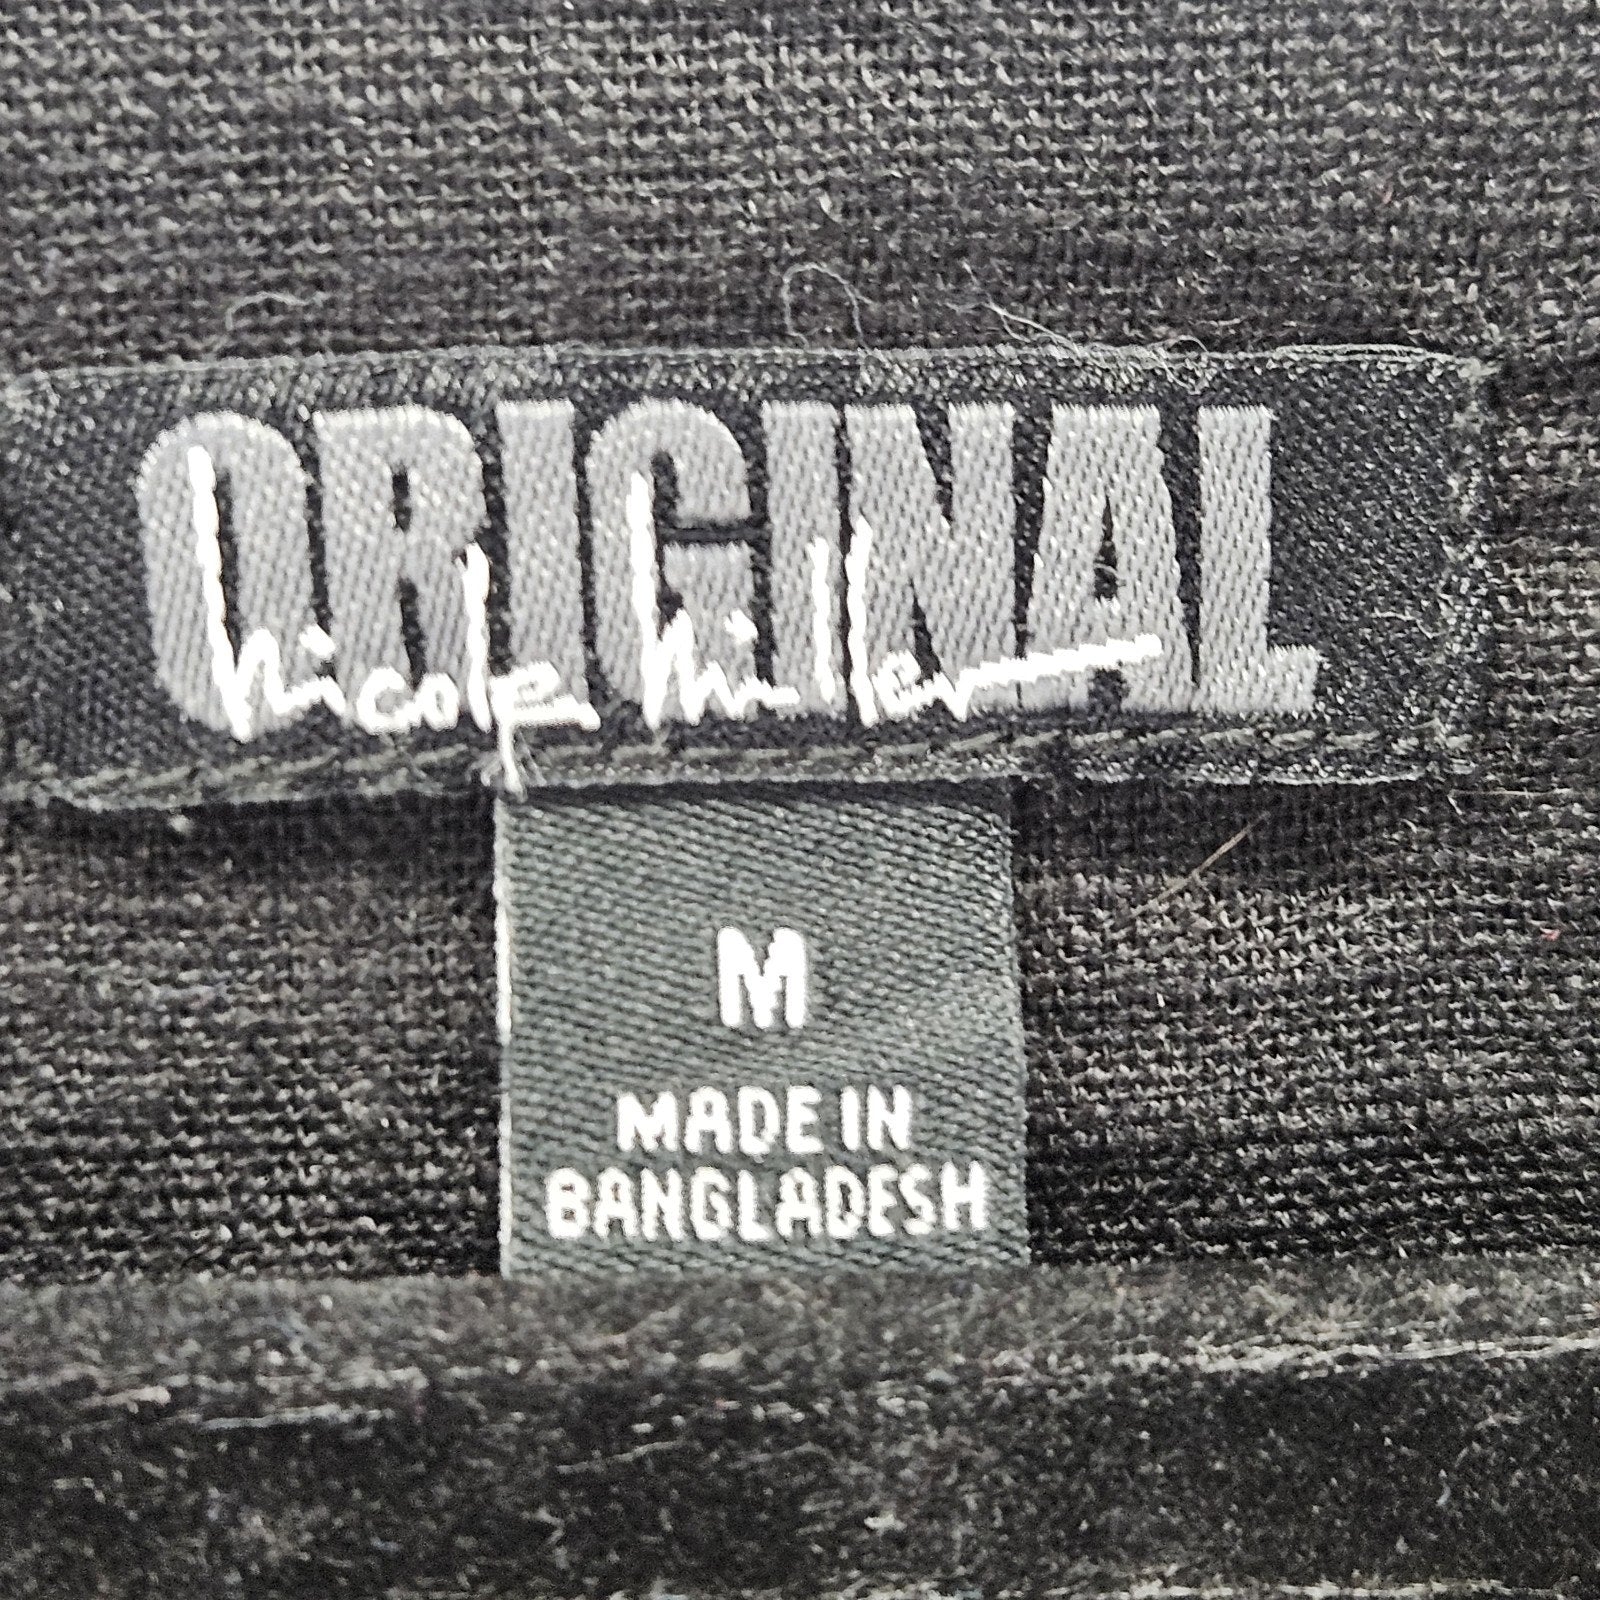 ORIGINAL
Nicole Miller
M
MADE IN
BANGLADESH